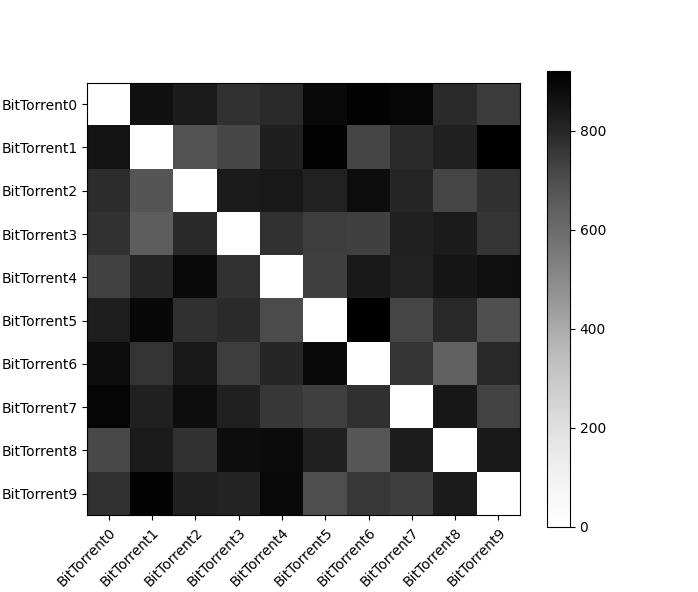 BitTorrent0
BitTorrent1
BitTorrent2
BitTorrent3
BitTorrent4
BitTorrent5
BitTorrent6
BitTorrent7
BitTorrent8
BitTorrent9
BitTorrent0
BitTorrent1
BitTorrent2
BitTorrent3
BitTorrent4
BitTorrent5
BitTorrent6
BitTorrent7
BitTorrent8
BitTorrent9
800
600
400
200
0